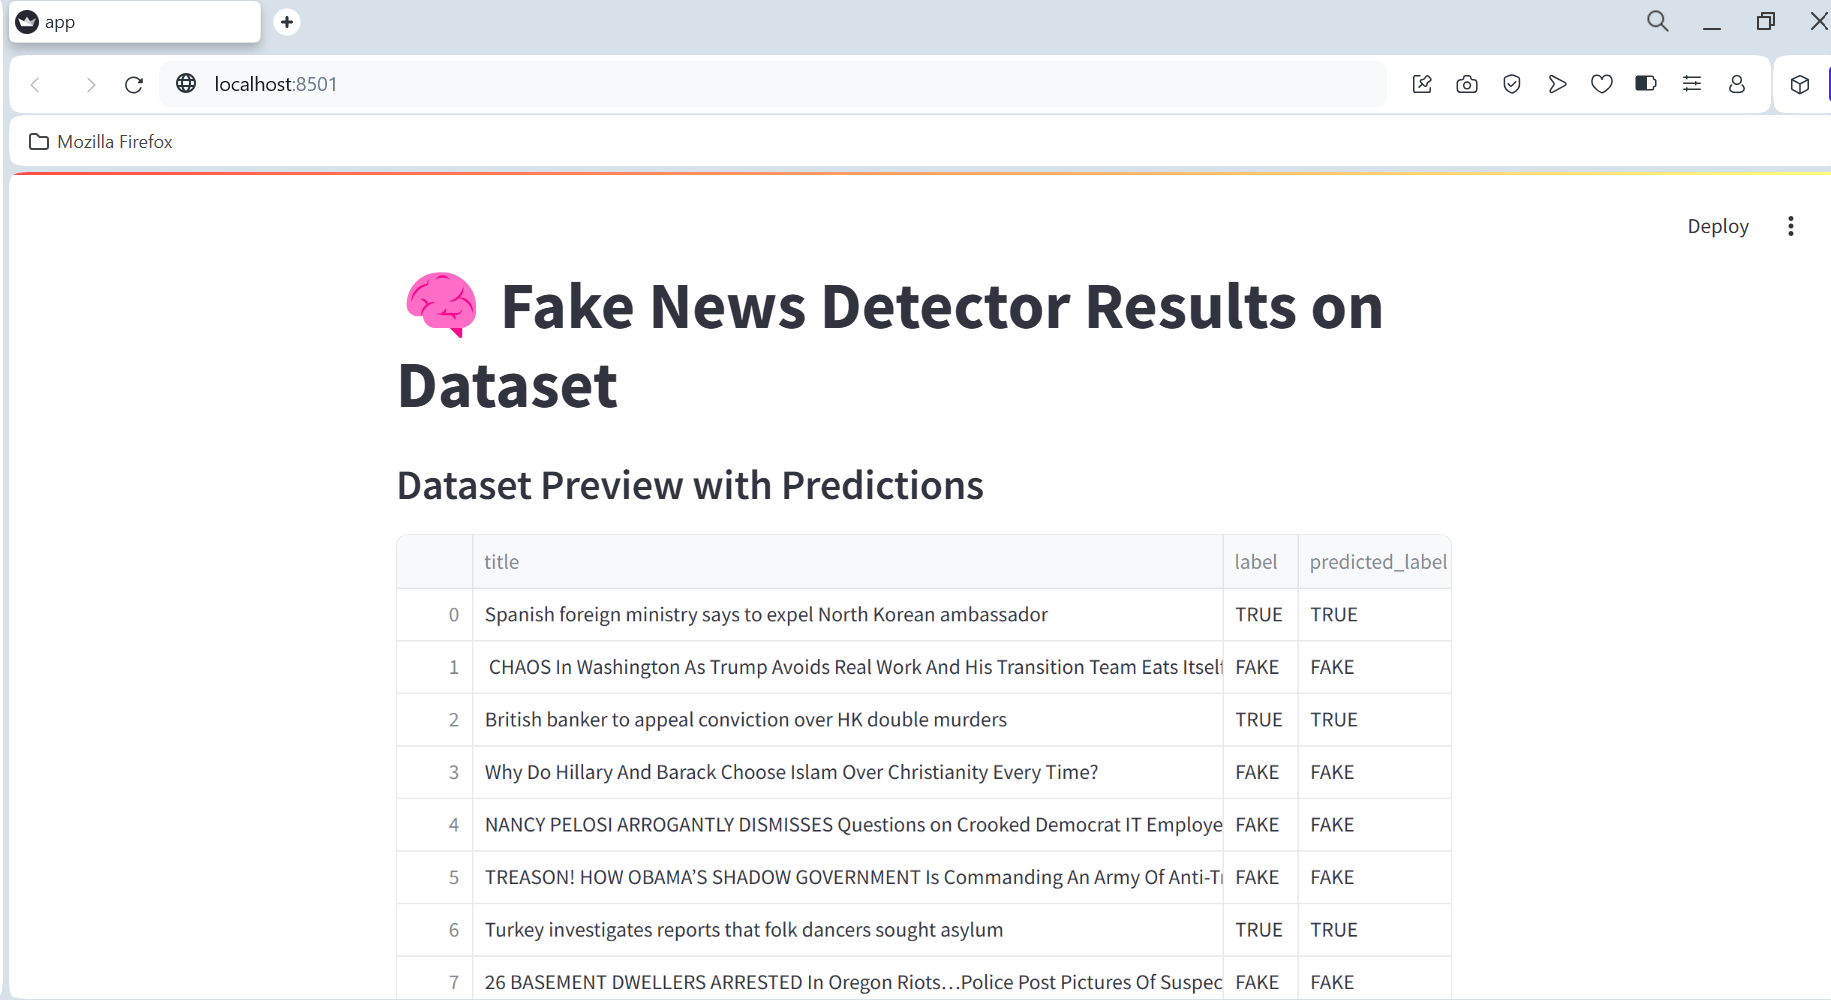 app
localhost:8501
Mozilla Firefox
Deploy
Fake News Detector Results on
Dataset
Dataset Preview with Predictions
title label predicted_label
0 Spanish foreign ministry says to expel North Korean ambassador TRUE TRUE
1 CHAOS In Washington As Trump Avoids Real Work And His Transition Team Eats Itself FAKE FAKE
2 British banker to appeal conviction over HK double murders TRUE TRUE
3 Why Do Hillary And Barack Choose Islam Over Christianity Every Time? FAKE FAKE
4 NANCY PELOSI ARROGANTLY DISMISSES Questions on Crooked Democrat IT Employe FAKE FAKE
5 TREASON! HOW OBAMA’S SHADOW GOVERNMENT Is Commanding An Army Of Anti-Tr FAKE FAKE
6 Turkey investigates reports that folk dancers sought asylum TRUE TRUE
7 26 BASEMENT DWELLERS ARRESTED In Oregon Riots…Police Post Pictures Of Suspec FAKE FAKE